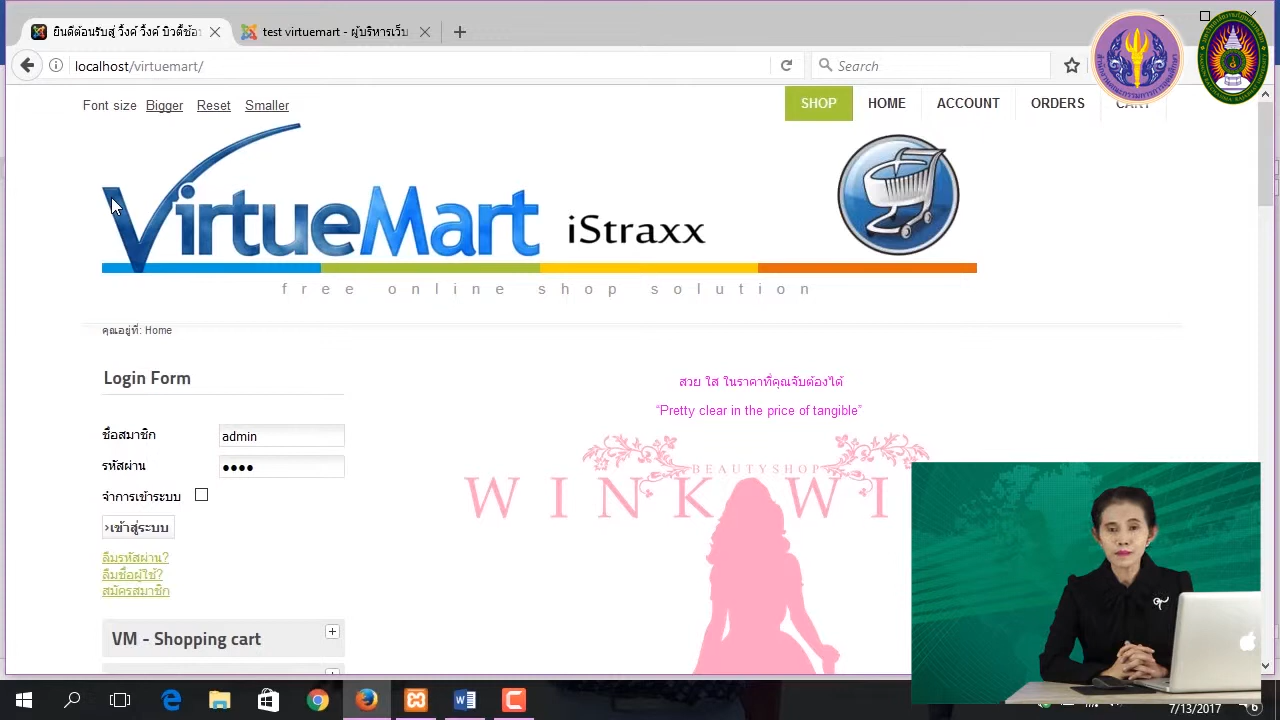 ยินดีต้อนรับสู่ วิ้งค์ วิ้งค์ บิวตี้ช้อา
test virtuemart - ผู้บริหารเว็บ
localhost/virtuemart/
Search
Font size Bigger Reset Smaller
SHOP HOME ACCOUNT ORDERS CART
VirtueMart iStraxx
free online shop solution
คุณอยู่ที่: Home
Login Form
สวย ใส ในราคาที่คุณจับต้องได้
“Pretty clear in the price of tangible”
ชื่อสมาชิก admin
รหัสผ่าน ●●●●
จำการเข้าระบบ
›เข้าสู่ระบบ
ลืมรหัสผ่าน?
ลืมชื่อผู้ใช้?
สมัครสมาชิก
BEAUTYSHOP
WINK WI
VM - Shopping cart
7/13/2017